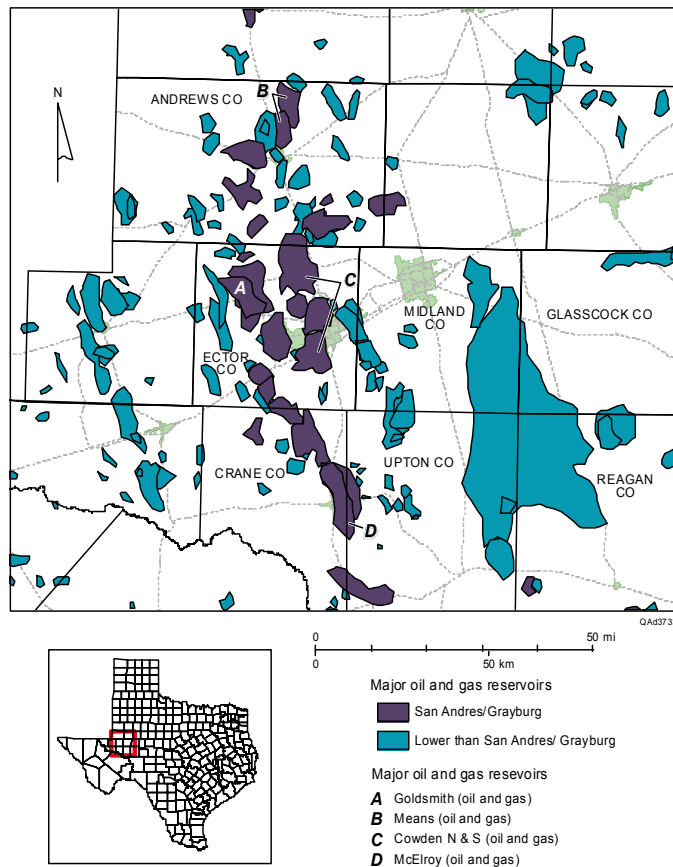 N
ANDREWS CO
B
A
C
MIDLAND
CO
GLASSCOCK CO
ECTOR
CO
CRANE CO
UPTON CO
REAGAN
CO
D
QAd373
0 50 mi
0 50 km
Major oil and gas reservoirs
San Andres/Grayburg
Lower than San Andres/ Grayburg
Major oil and gas resevoirs
A Goldsmith (oil and gas)
B Means (oil and gas)
C Cowden N & S (oil and gas)
D McElroy (oil and gas)